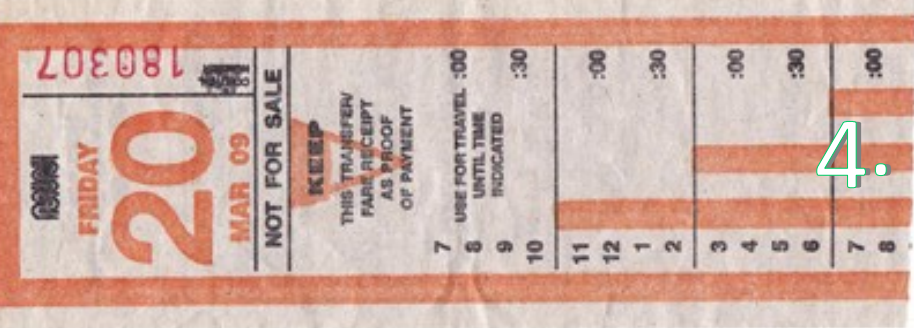 180307
FRIDAY
20
MAR 09
NOT FOR SALE
KEEP
THIS TRANSFER/
FARE RECEIPT
AS PROOF
OF PAYMENT
USE FOR TRAVEL
UNTIL TIME
INDICATED
:00 :30
7 8 9 10
:00 :30
11 12 1 2
:00 :30
3 4 5 6
:00
7 8
4.